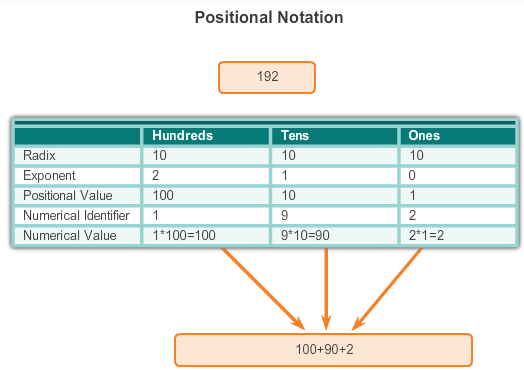 Positional Notation
192
Hundreds Tens Ones
Radix 10 10 10
Exponent 2 1 0
Positional Value 100 10 1
Numerical Identifier 1 9 2
Numerical Value 1*100=100 9*10=90 2*1=2
100+90+2